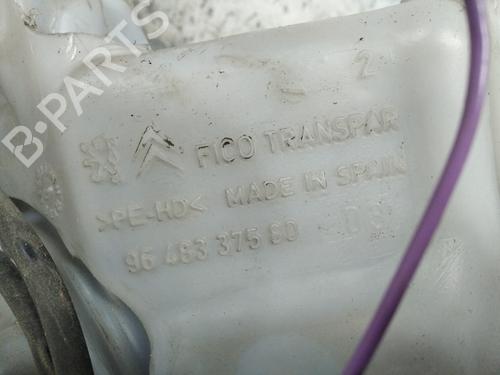 B-PARTS
2
FICO TRANSPAR
>PE-HD< MADE IN SPAIN
96 483 375 80